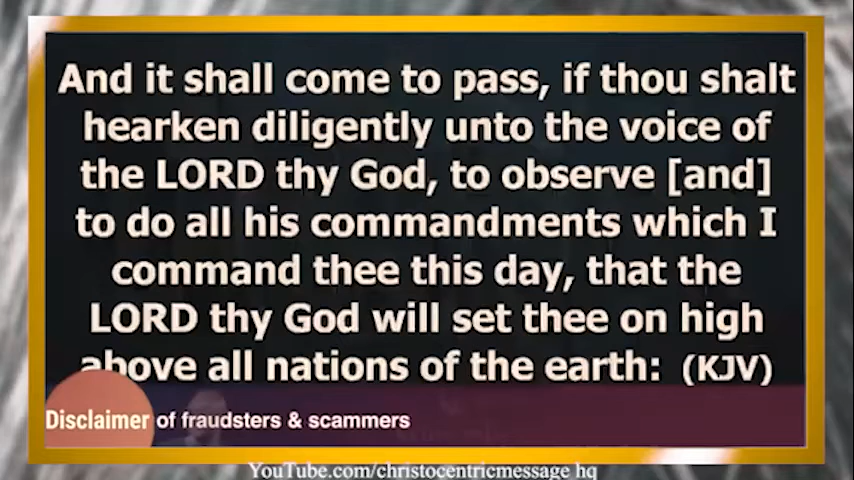 And it shall come to pass, if thou shalt
hearken diligently unto the voice of
the LORD thy God, to observe [and]
to do all his commandments which I
command thee this day, that the
LORD thy God will set thee on high
above all nations of the earth: (KJV)
Disclaimer of fraudsters & scammers
YouTube.com/christocentricmessage hq